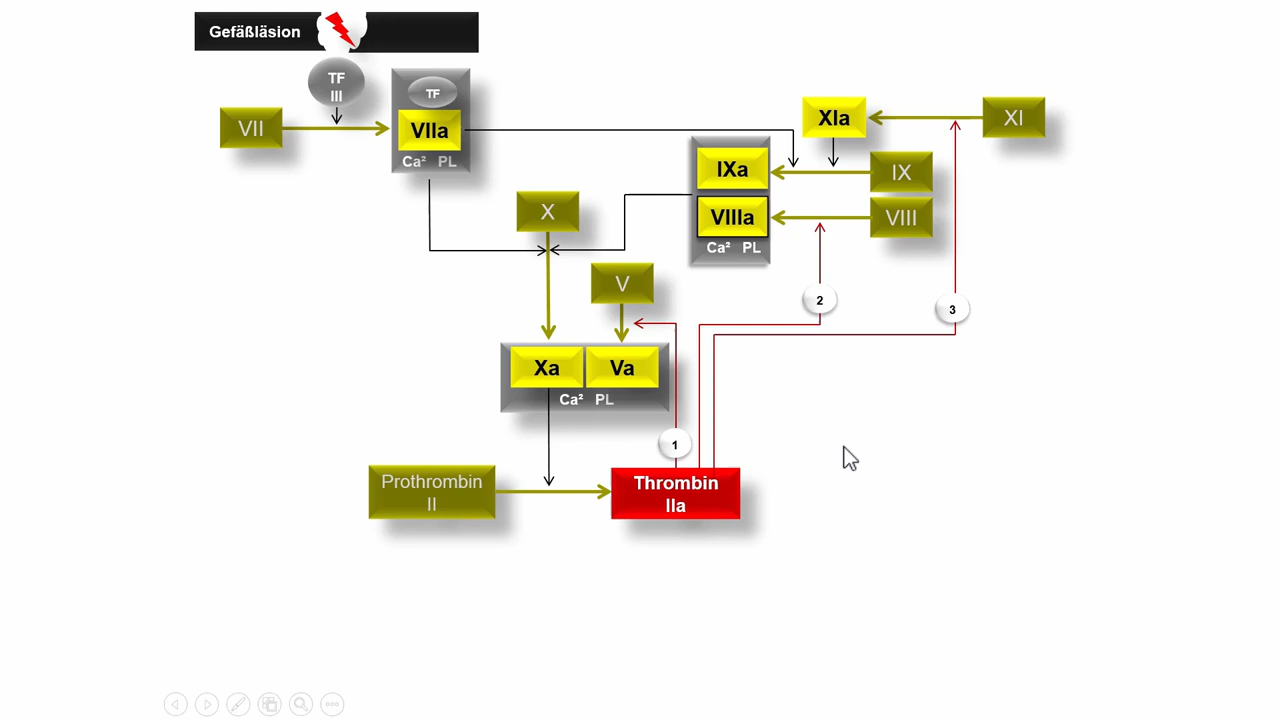 Gefäßläsion
TF
III
TF
VII
VIIa
Ca² PL
XIa
XI
IXa
IX
VIIIa
VIII
Ca² PL
X
V
2
3
Xa
Va
Ca² PL
1
Prothrombin
II
Thrombin
IIa